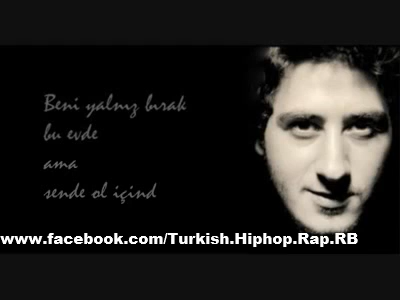 Beni yalnız bırak
bu evde
ama
sende ol içind
www.facebook.com/Turkish.Hiphop.Rap.RB